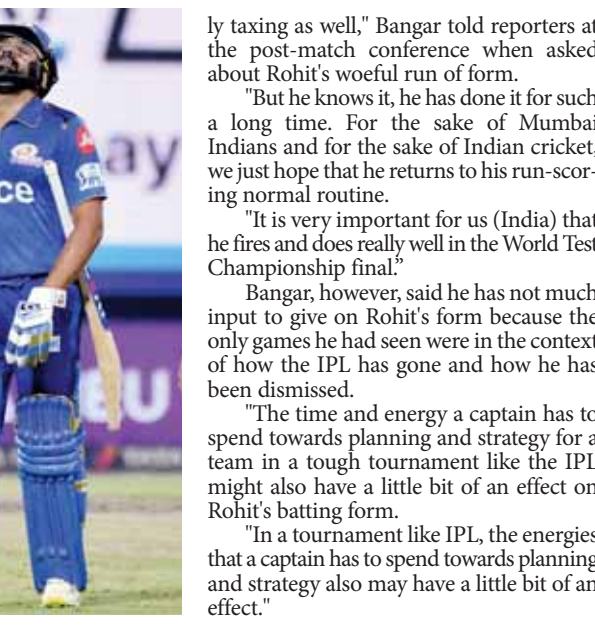 ly taxing as well," Bangar told reporters at
the post-match conference when asked
about Rohit's woeful run of form.
"But he knows it, he has done it for such
a long time. For the sake of Mumbai
Indians and for the sake of Indian cricket,
we just hope that he returns to his run-scor-
ing normal routine.
"It is very important for us (India) that
he fires and does really well in the World Test
Championship final."
Bangar, however, said he has not much
input to give on Rohit's form because the
only games he had seen were in the context
of how the IPL has gone and how he has
been dismissed.
"The time and energy a captain has to
spend towards planning and strategy for a
team in a tough tournament like the IPL
might also have a little bit of an effect on
Rohit's batting form.
"In a tournament like IPL, the energies
that a captain has to spend towards planning
and strategy also may have a little bit of an
effect."
ay
ce
EU